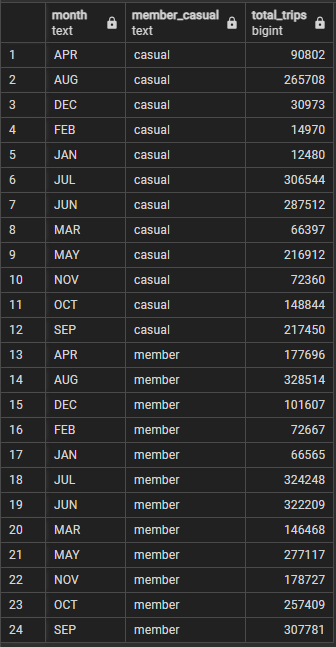 month member_casual total_trips
text text bigint
1 APR casual 90802
2 AUG casual 265708
3 DEC casual 30973
4 FEB casual 14970
5 JAN casual 12480
6 JUL casual 306544
7 JUN casual 287512
8 MAR casual 66397
9 MAY casual 216912
10 NOV casual 72360
11 OCT casual 148844
12 SEP casual 217450
13 APR member 177696
14 AUG member 328514
15 DEC member 101607
16 FEB member 72667
17 JAN member 66565
18 JUL member 324248
19 JUN member 322209
20 MAR member 146468
21 MAY member 277117
22 NOV member 178727
23 OCT member 257409
24 SEP member 307781